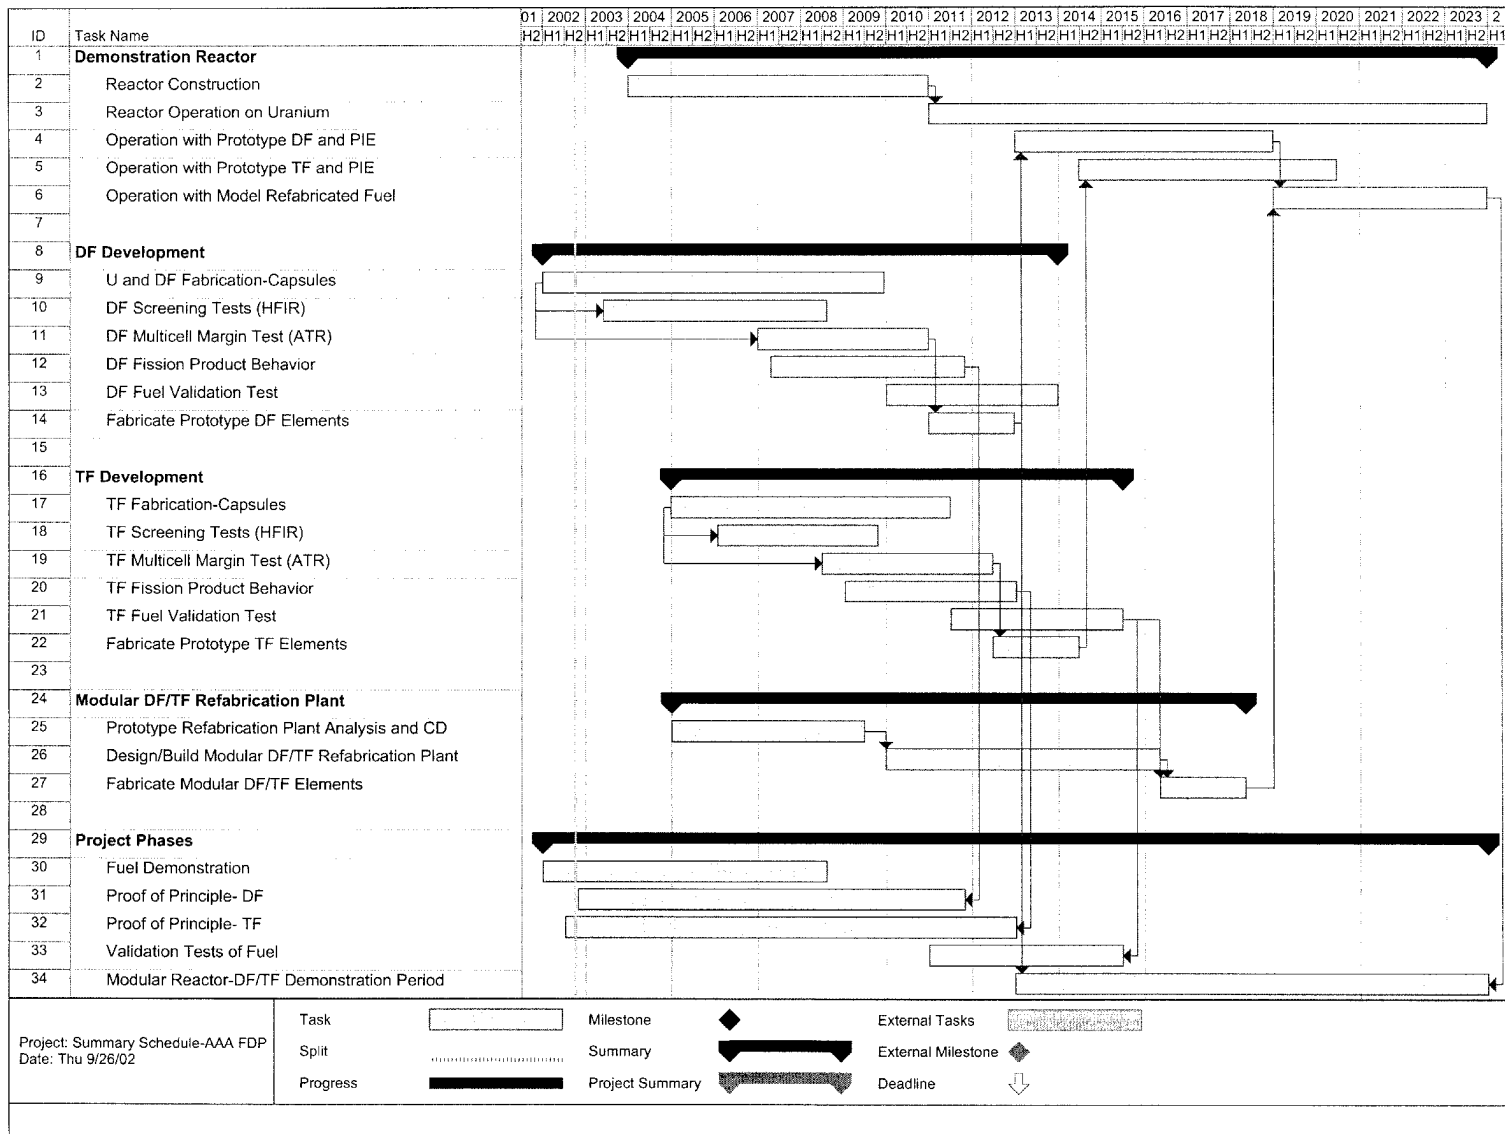 01 2002 2003 2004 2005 2006 2007 2008 2009 2010 2011 2012 2013 2014 2015 2016 2017 2018 2019 2020 2021 2022 2023 2
ID Task Name H2 H1 H2 H1 H2 H1 H2 H1 H2 H1 H2 H1 H2 H1 H2 H1 H2 H1 H2 H1 H2 H1 H2 H1 H2 H1 H2 H1 H2 H1 H2 H1 H2 H1 H2 H1 H2 H1 H2 H1 H2 H1 H2 H1 H2 H1
1 Demonstration Reactor
2 Reactor Construction
3 Reactor Operation on Uranium
4 Operation with Prototype DF and PIE
5 Operation with Prototype TF and PIE
6 Operation with Model Refabricated Fuel
7
8 DF Development
9 U and DF Fabrication-Capsules
10 DF Screening Tests (HFIR)
11 DF Multicell Margin Test (ATR)
12 DF Fission Product Behavior
13 DF Fuel Validation Test
14 Fabricate Prototype DF Elements
15
16 TF Development
17 TF Fabrication-Capsules
18 TF Screening Tests (HFIR)
19 TF Multicell Margin Test (ATR)
20 TF Fission Product Behavior
21 TF Fuel Validation Test
22 Fabricate Prototype TF Elements
23
24 Modular DF/TF Refabrication Plant
25 Prototype Refabrication Plant Analysis and CD
26 Design/Build Modular DF/TF Refabrication Plant
27 Fabricate Modular DF/TF Elements
28
29 Project Phases
30 Fuel Demonstration
31 Proof of Principle- DF
32 Proof of Principle- TF
33 Validation Tests of Fuel
34 Modular Reactor-DF/TF Demonstration Period
Project: Summary Schedule-AAA FDP
Date: Thu 9/26/02
Task Milestone External Tasks
Split Summary External Milestone
Progress Project Summary Deadline